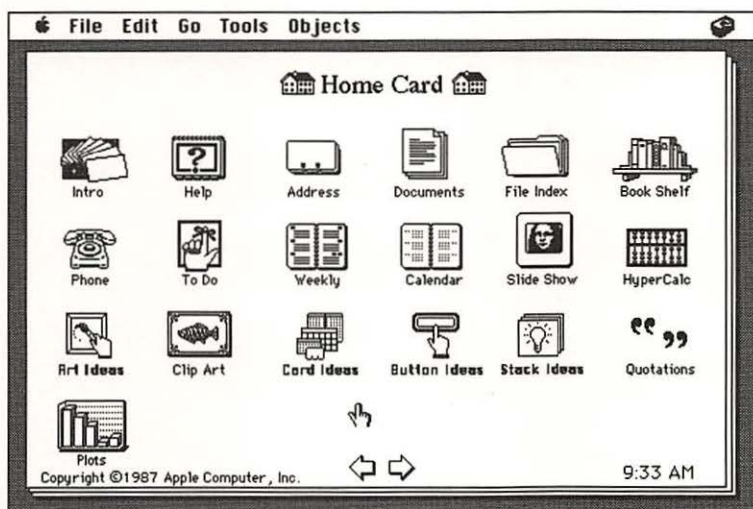 File Edit Go Tools Objects
Home Card
Intro Help Address Documents File Index Book Shelf
Phone To Do Weekly Calendar Slide Show HyperCalc
Art Ideas Clip Art Card Ideas Button Ideas Stack Ideas Quotations
Plots
Copyright ©1987 Apple Computer, Inc. 9:33 AM